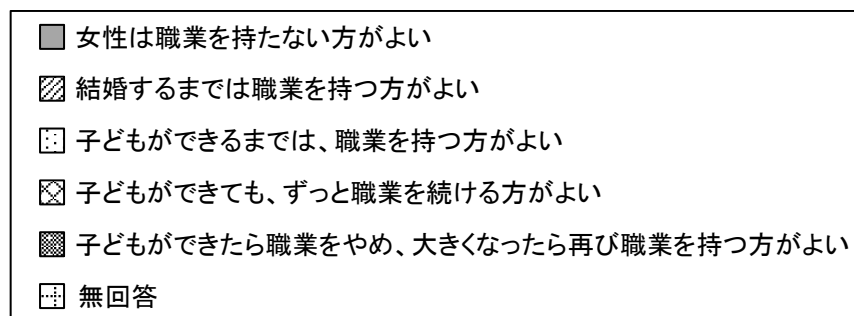 女性は職業を持たない方がよい
結婚するまでは職業を持つ方がよい
子どもができるまでは、職業を持つ方がよい
子どもができても、ずっと職業を続ける方がよい
子どもができたら職業をやめ、大きくなったら再び職業を持つ方がよい
無回答